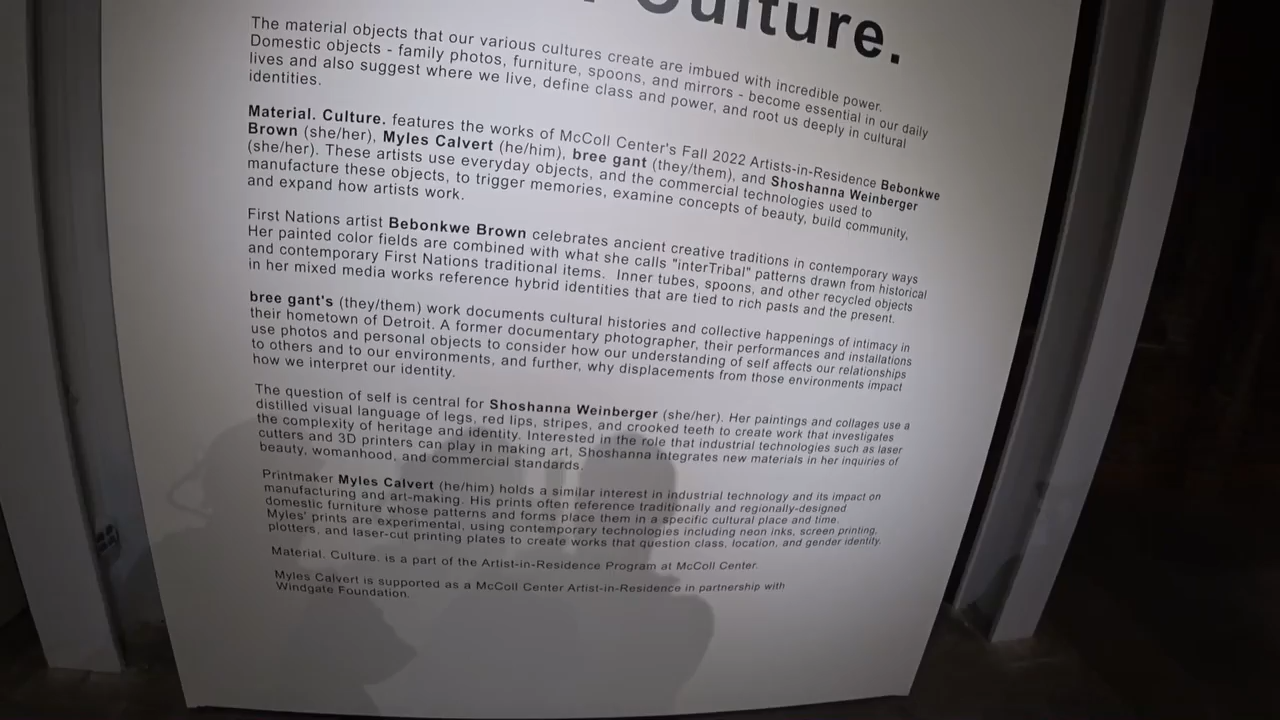 Culture.
The material objects that our various cultures create are imbued with incredible power.
Domestic objects - family photos, furniture, spoons, and mirrors - become essential in our daily
lives and also suggest where we live, define class and power, and root us deeply in cultural
identities.
Material. Culture. features the works of McColl Center's Fall 2022 Artists-in-Residence Bebonkwe
Brown (she/her), Myles Calvert (he/him), bree gant (they/them), and Shoshanna Weinberger
(she/her). These artists use everyday objects, and the commercial technologies used to
manufacture these objects, to trigger memories, examine concepts of beauty, build community,
and expand how artists work.
First Nations artist Bebonkwe Brown celebrates ancient creative traditions in contemporary ways
Her painted color fields are combined with what she calls "interTribal" patterns drawn from historical
and contemporary First Nations traditional items. Inner tubes, spoons, and other recycled objects
in her mixed media works reference hybrid identities that are tied to rich pasts and the present.
bree gant's (they/them) work documents cultural histories and collective happenings of intimacy in
their hometown of Detroit. A former documentary photographer, their performances and installations
use photos and personal objects to consider how our understanding of self affects our relationships
to others and to our environments, and further, why displacements from those environments impact
how we interpret our identity.
The question of self is central for Shoshanna Weinberger (she/her). Her paintings and collages use a
distilled visual language of legs, red lips, stripes, and crooked teeth to create work that investigates
the complexity of heritage and identity. Interested in the role that industrial technologies such as laser
cutters and 3D printers can play in making art, Shoshanna integrates new materials in her inquiries of
beauty, womanhood, and commercial standards.
Printmaker Myles Calvert (he/him) holds a similar interest in industrial technology and its impact on
manufacturing and art-making. His prints often reference traditionally and regionally-designed
domestic furniture whose patterns and forms place them in a specific cultural place and time.
Myles' prints are experimental, using contemporary technologies including neon inks, screen printing,
plotters, and laser-cut printing plates to create works that question class, location, and gender identity.
Material. Culture. is a part of the Artist-in-Residence Program at McColl Center.
Myles Calvert is supported as a McColl Center Artist-in-Residence in partnership with
Windgate Foundation.